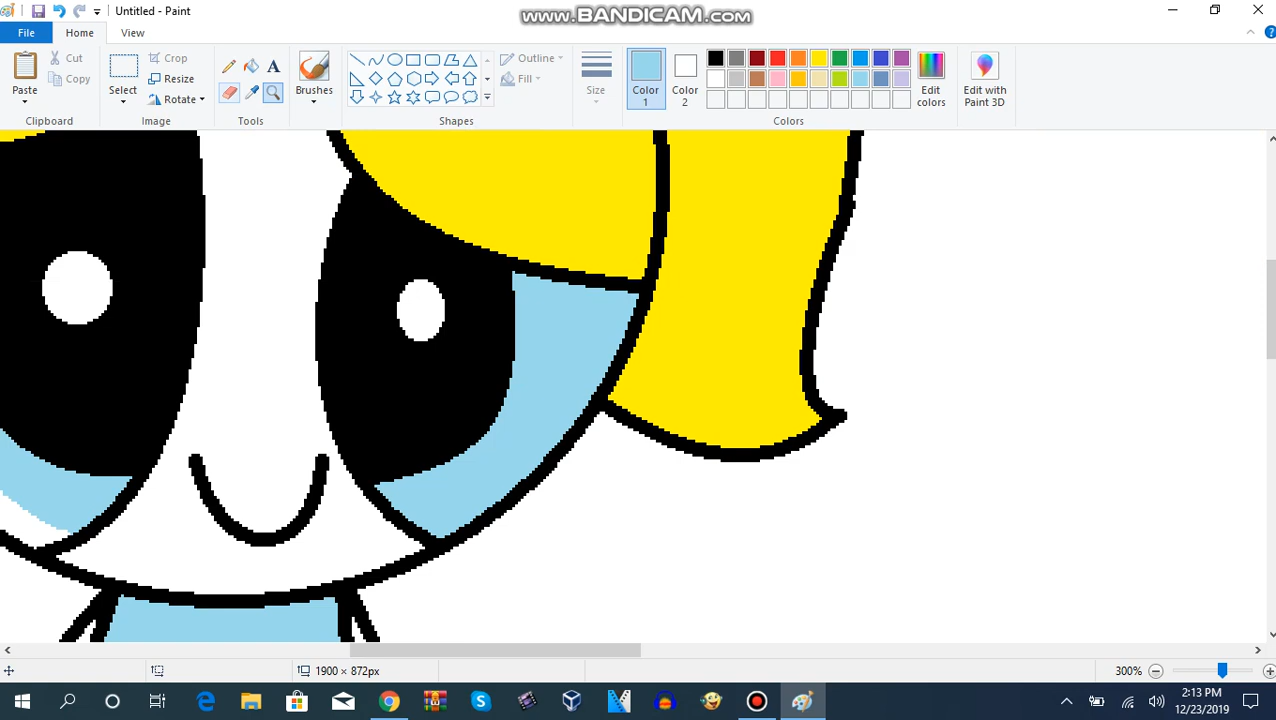 Untitled - Paint
www.BANDICAM.com
File
Home
View
Paste
Cut
Copy
Clipboard
Select
Crop
Resize
Rotate
Image
A
Tools
Brushes
Outline
Fill
Shapes
Size
Color
1
Color
2
Edit
colors
Edit with
Paint 3D
Colors
1900 × 872px
300%
2:13 PM
12/23/2019